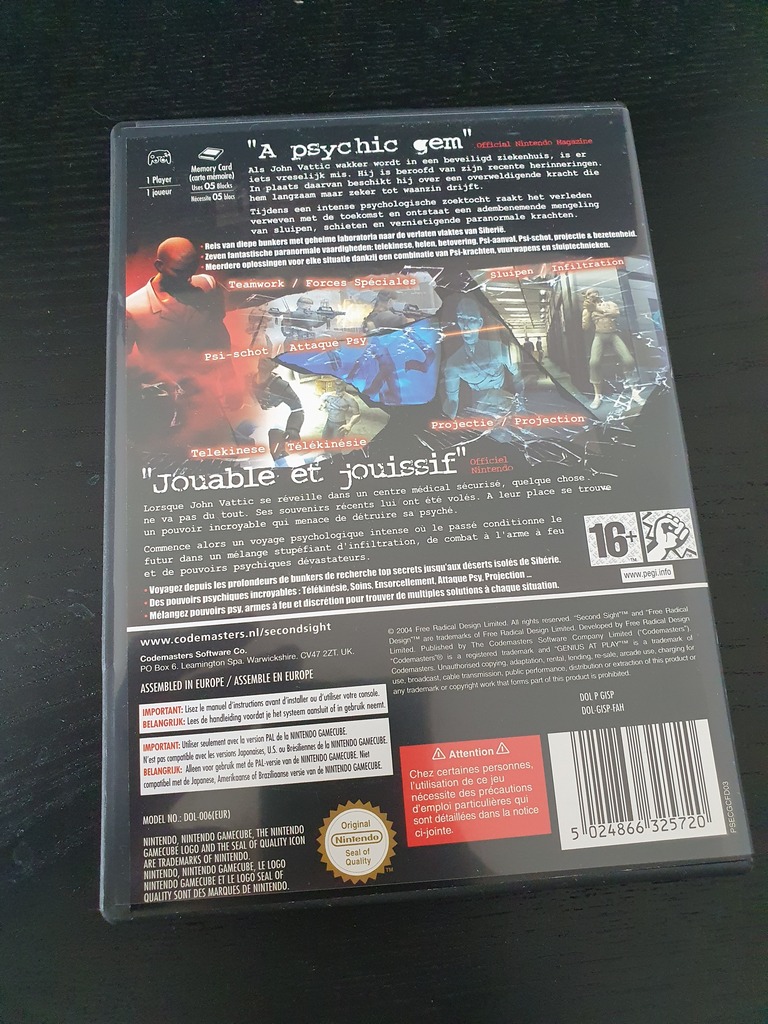 "A psychic gem"
Official Nintendo Magazine
1 Player
1 joueur
Memory Card
(carte mémoire)
Uses 05 Blocks
Nécessite 05 blocs
Als John Vattic wakker wordt in een beveiligd ziekenhuis, is er
iets vreselijk mis. Hij is beroofd van zijn recente herinneringen.
In plaats daarvan beschikt hij over een overweldigende kracht die
hem langzaam maar zeker tot waanzin drijft.
Tijdens een intense psychologische zoektocht raakt het verleden
verweven met de toekomst en ontstaat een adembenemende mengeling
van sluipen, schieten en vernietigende paranormale krachten.
• Reis van diepe bunkers met geheime laboratoria naar de verlaten vlaktes van Siberië.
• Zeven fantastische paranormale vaardigheden: telekinese, helen, betovering, Psi-aanval, Psi-schot, projectie & bezetenheid.
• Meerdere oplossingen voor elke situatie dankzij een combinatie van Psi-krachten, vuurwapens en sluiptechnieken.
Teamwork / Forces Spéciales
Sluipen / Infiltration
Psi-schot / Attaque Psy
Projectie / Projection
Telekinese / Télékinésie
"Jouable et jouissif"
Officiel
Nintendo
Lorsque John Vattic se réveille dans un centre médical sécurisé, quelque chose
ne va pas du tout. Ses souvenirs récents lui ont été volés. A leur place se trouve
un pouvoir incroyable qui menace de détruire sa psyché.
Commence alors un voyage psychologique intense où le passé conditionne le
futur dans un mélange stupéfiant d'infiltration, de combat à l'arme à feu
et de pouvoirs psychiques dévastateurs.
• Voyagez depuis les profondeurs de bunkers de recherche top secrets jusqu'aux déserts isolés de Sibérie.
• Des pouvoirs psychiques incroyables : Télékinésie, Soins, Ensorcellement, Attaque Psy, Projection ...
• Mélangez pouvoirs psy, armes à feu et discrétion pour trouver de multiples solutions à chaque situation.
16+
www.pegi.info
www.codemasters.nl/secondsight
Codemasters Software Co.
PO Box 6. Leamington Spa. Warwickshire. CV47 2ZT. UK.
ASSEMBLED IN EUROPE / ASSEMBLE EN EUROPE
© 2004 Free Radical Design Limited. All rights reserved. "Second Sight"™ and "Free Radical
Design"™ are trademarks of Free Radical Design Limited. Developed by Free Radical Design
Limited. Published by The Codemasters Software Company Limited ("Codemasters").
"Codemasters"® is a registered trademark and "GENIUS AT PLAY"™ is a trademark of
Codemasters. Unauthorised copying, adaptation, rental, lending, re-sale, arcade use, charging for
use, broadcast, cable transmission, public performance, distribution or extraction of this product or
any trademark or copyright work that forms part of this product is prohibited.
DOL P GISP
DOL-GISP-FAH
IMPORTANT: Lisez le manuel d'instructions avant d'installer ou d'utiliser votre console.
BELANGRIJK: Lees de handleiding voordat je het systeem aansluit of in gebruik neemt.
IMPORTANT: Utiliser seulement avec la version PAL de la NINTENDO GAMECUBE.
N'est pas compatible avec les versions Japonaises, U.S. ou Brésiliennes de la NINTENDO GAMECUBE.
BELANGRIJK: Alleen voor gebruik met de PAL-versie van de NINTENDO GAMECUBE. Niet
compatibel met de Japanse, Amerikaanse of Braziliaanse versie van de NINTENDO GAMECUBE.
Attention
Chez certaines personnes,
l'utilisation de ce jeu
nécessite des précautions
d'emploi particulières qui
sont détaillées dans la notice
ci-jointe.
5 024866 325720
PSECGCFD03
MODEL NO.: DOL-006(EUR)
NINTENDO, NINTENDO GAMECUBE, THE NINTENDO
GAMECUBE LOGO AND THE SEAL OF QUALITY ICON
ARE TRADEMARKS OF NINTENDO.
NINTENDO, NINTENDO GAMECUBE, LE LOGO
NINTENDO GAMECUBE ET LE LOGO SEAL OF
QUALITY SONT DES MARQUES DE NINTENDO.
Original
Nintendo
Seal of
Quality
TM